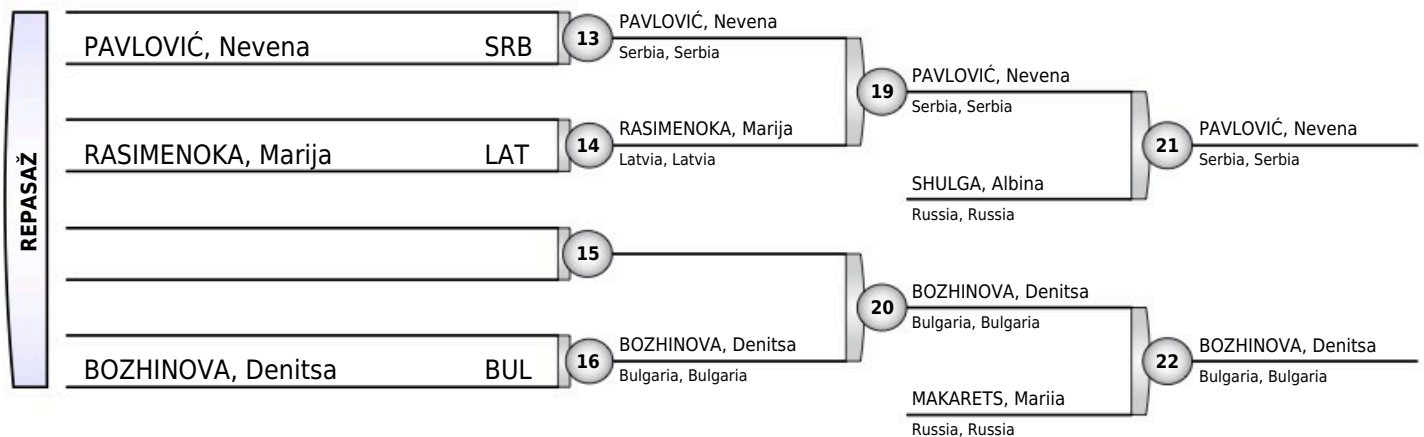 REPASAŽ
PAVLOVIĆ, Nevena SRB
13
PAVLOVIĆ, Nevena
Serbia, Serbia
RASIMENOKA, Marija LAT
14
RASIMENOKA, Marija
Latvia, Latvia
19
PAVLOVIĆ, Nevena
Serbia, Serbia
SHULGA, Albina
Russia, Russia
21
PAVLOVIĆ, Nevena
Serbia, Serbia
15
BOZHINOVA, Denitsa BUL
16
BOZHINOVA, Denitsa
Bulgaria, Bulgaria
20
BOZHINOVA, Denitsa
Bulgaria, Bulgaria
MAKARETS, Mariia
Russia, Russia
22
BOZHINOVA, Denitsa
Bulgaria, Bulgaria